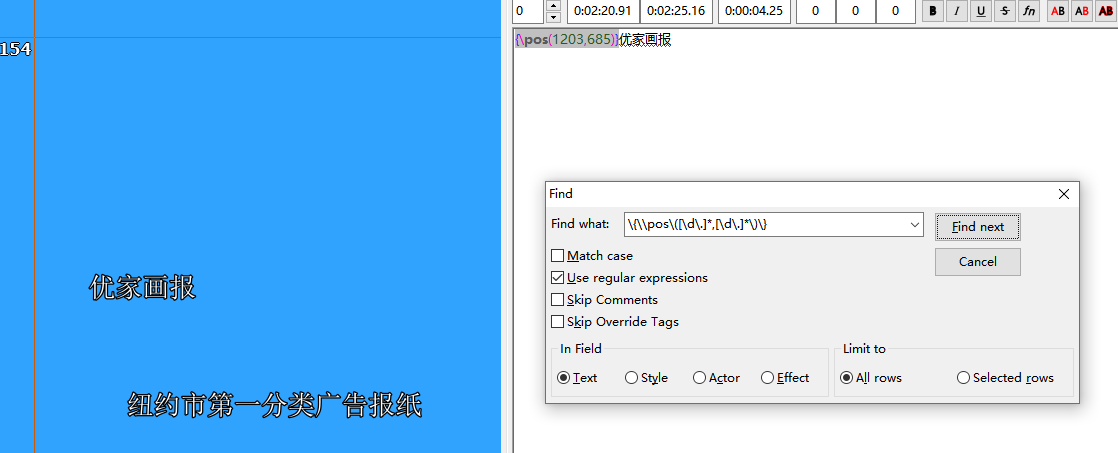 0 0:02:20.91 0:02:25.16 0:00:04.25 0 0 0 B I U S fn AB AB AB
{\pos(1203,685)}优家画报
154
Find
Find what: \{\\pos\([\d\.]*,[\d\.]*\)\} Find next
Match case Cancel
Use regular expressions
Skip Comments
Skip Override Tags
In Field Limit to
Text Style Actor Effect All rows Selected rows
优家画报
纽约市第一分类广告报纸